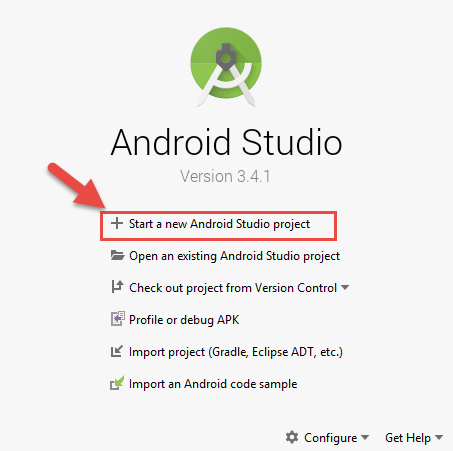 Android Studio
Version 3.4.1
Start a new Android Studio project
Open an existing Android Studio project
Check out project from Version Control
Profile or debug APK
Import project (Gradle, Eclipse ADT, etc.)
Import an Android code sample
Configure Get Help